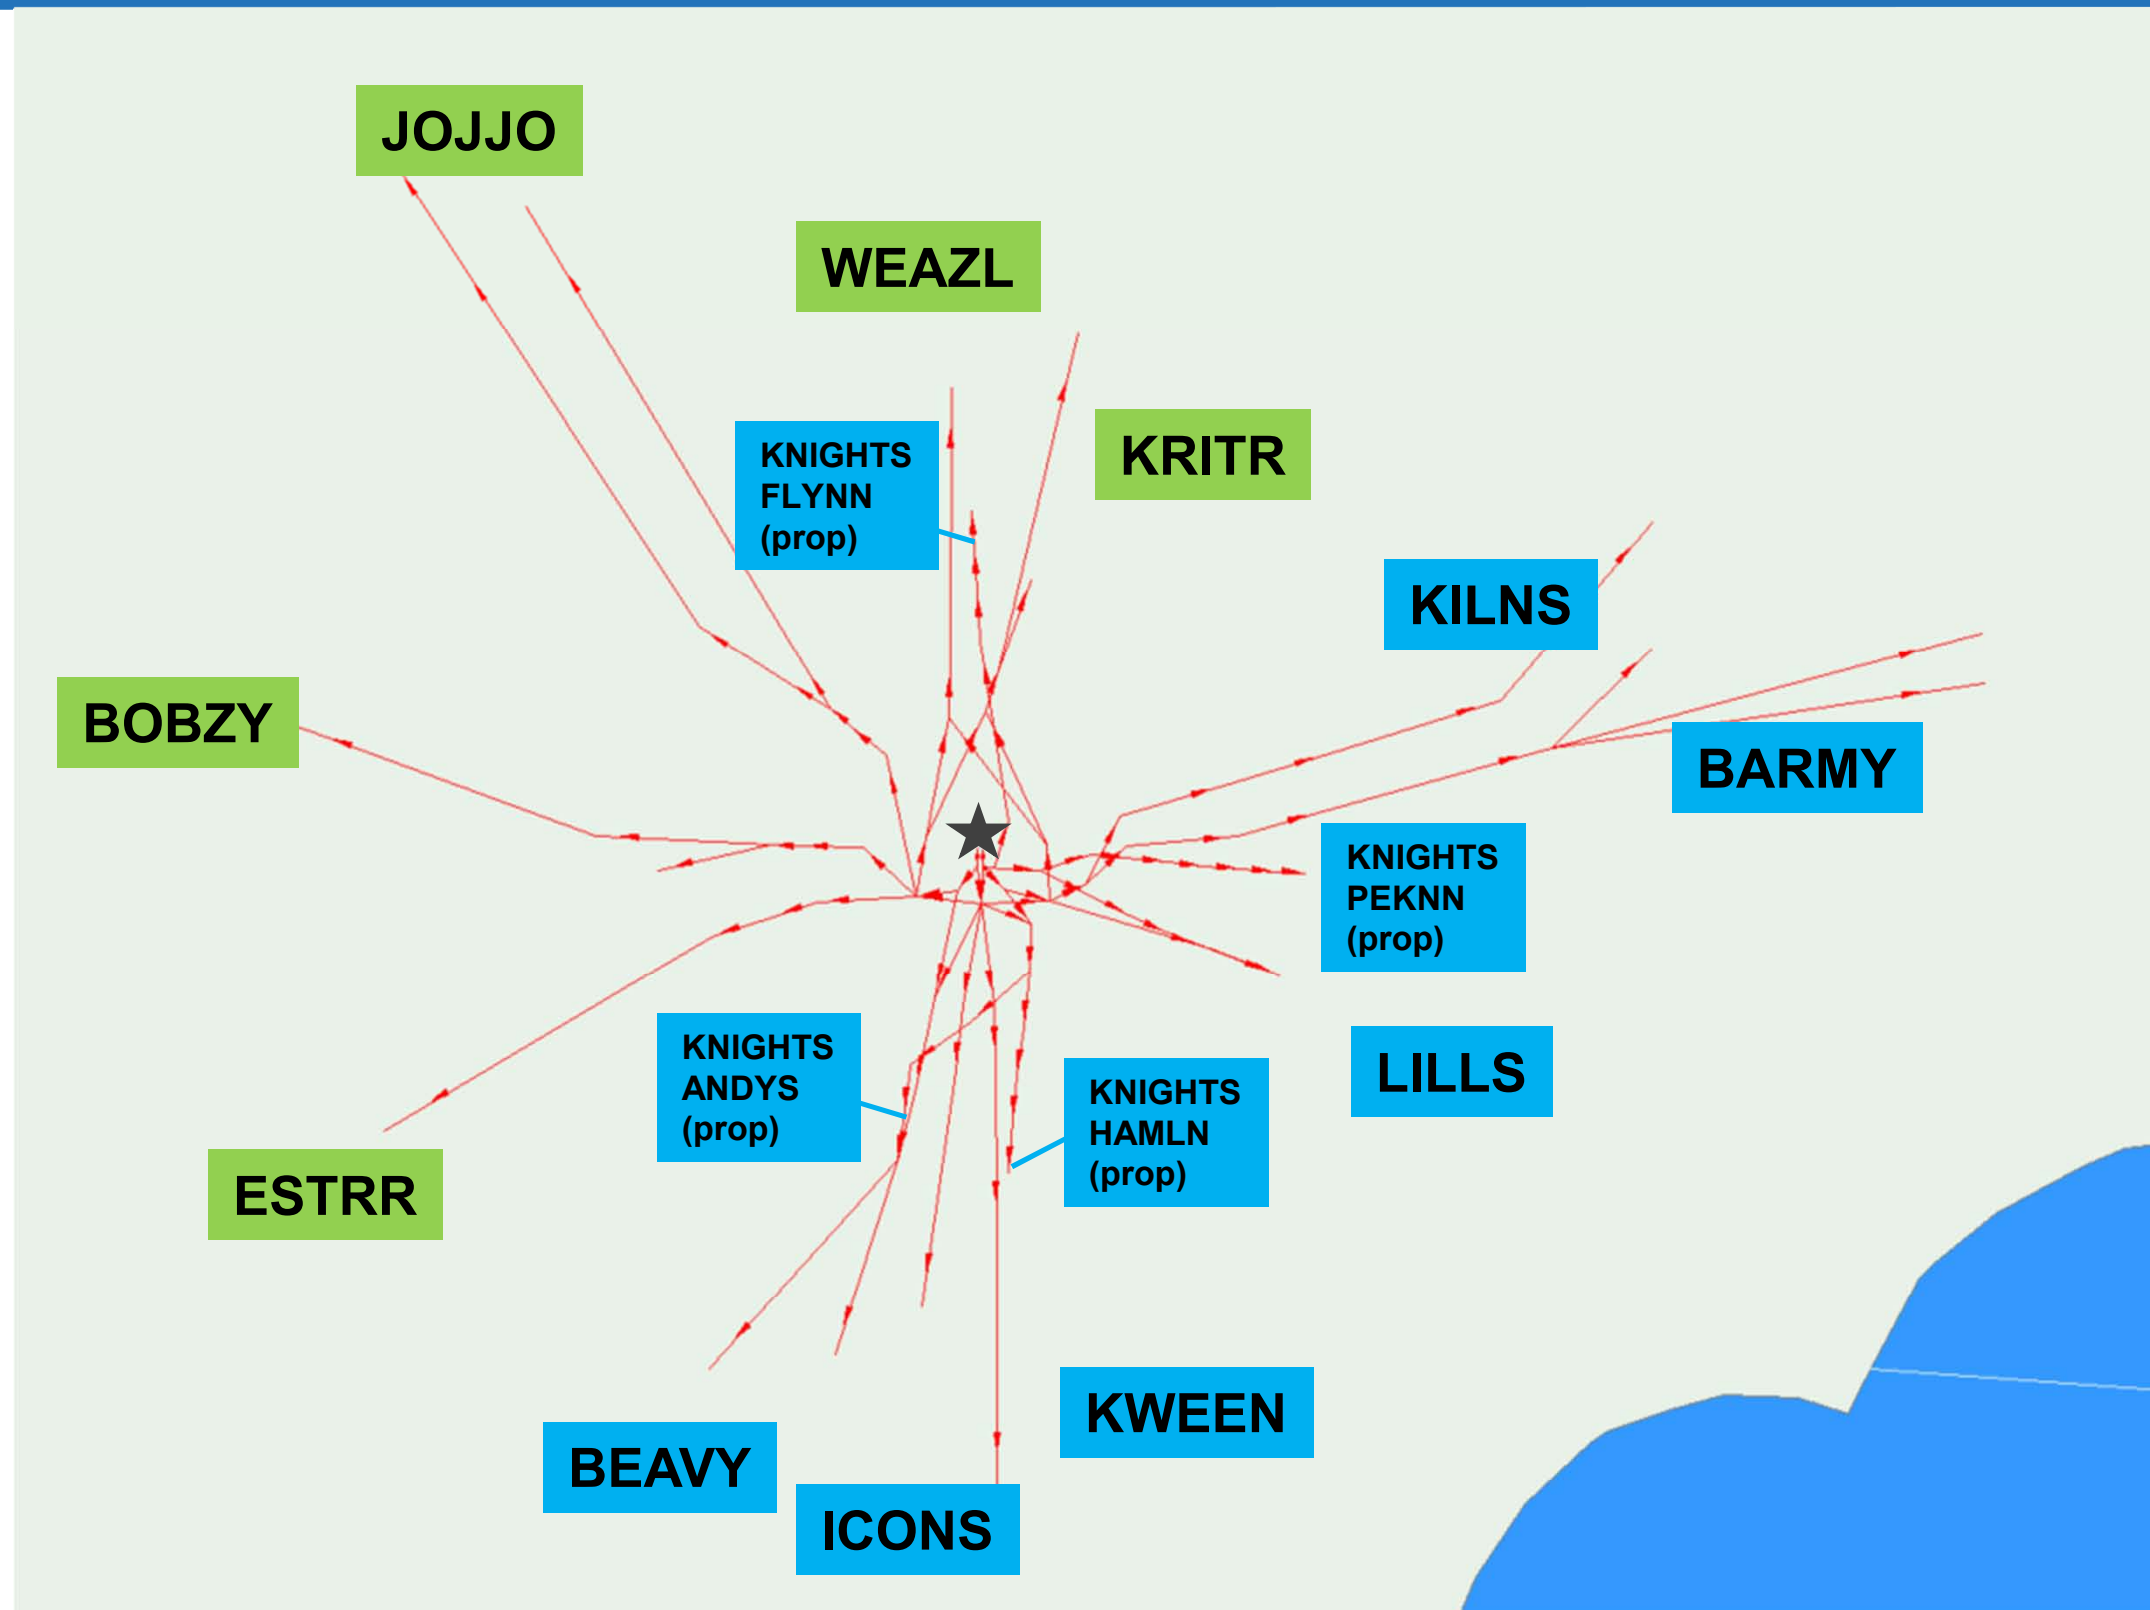 JOJJO
WEAZL
KNIGHTS
FLYNN
(prop)
KRITR
KILNS
BOBZY
BARMY
KNIGHTS
PEKNN
(prop)
KNIGHTS
ANDYS
(prop)
LILLS
KNIGHTS
HAMLN
(prop)
ESTRR
KWEEN
BEAVY
ICONS